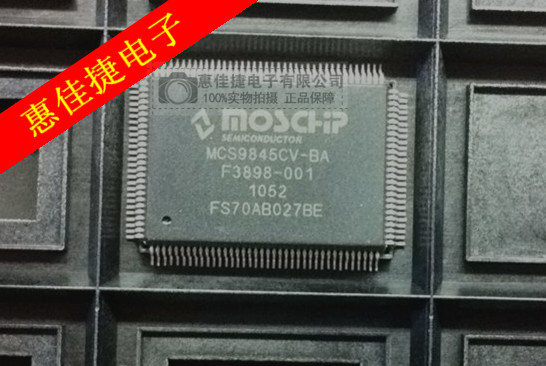 惠佳捷电子
惠佳捷电子有限公司
100%实物拍摄 正品保障
MOSCHIP
SEMICONDUCTOR
MCS9845CV-BA
F3898-001
1052
FS70AB027BE